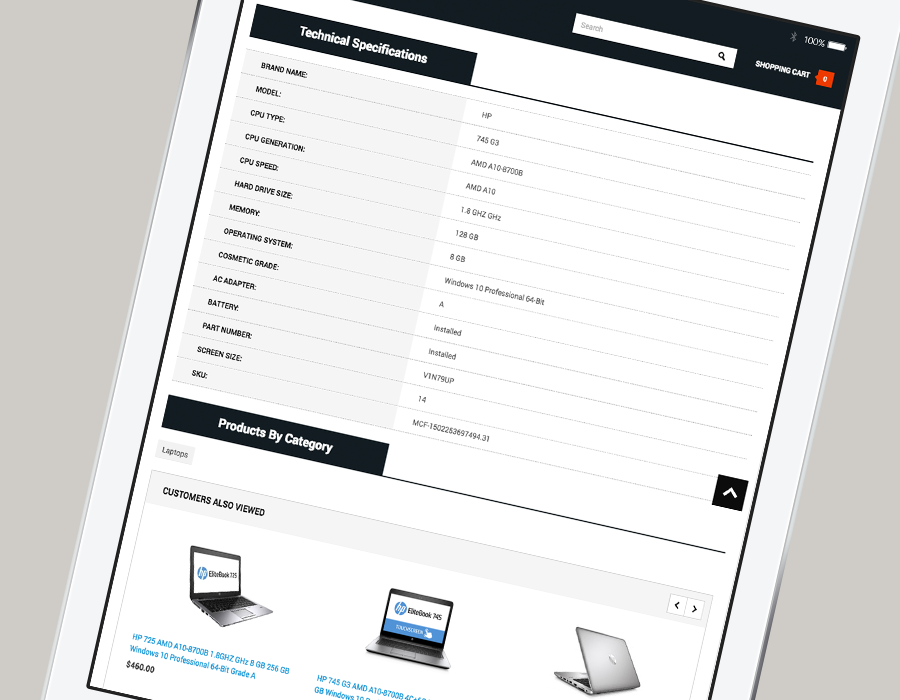 100%
Search
SHOPPING CART 0
Technical Specifications
BRAND NAME: HP
MODEL: 745 G3
CPU TYPE: AMD A10-8700B
CPU GENERATION: AMD A10
CPU SPEED: 1.8 GHZ GHz
HARD DRIVE SIZE: 128 GB
MEMORY: 8 GB
OPERATING SYSTEM: Windows 10 Professional 64-Bit
COSMETIC GRADE: A
AC ADAPTER: Installed
BATTERY: Installed
PART NUMBER: V1N79UP
SCREEN SIZE: 14
SKU: MCF-1502253697494.31
Products By Category
Laptops
CUSTOMERS ALSO VIEWED
hp EliteBook 725
hp EliteBook 745
TOUCHSCREEN
HP 725 AMD A10-8700B 1.8GHZ GHz 8 GB 256 GB
Windows 10 Professional 64-Bit Grade A
$460.00
HP 745 G3 AMD A10-8700B
GB Windows 10